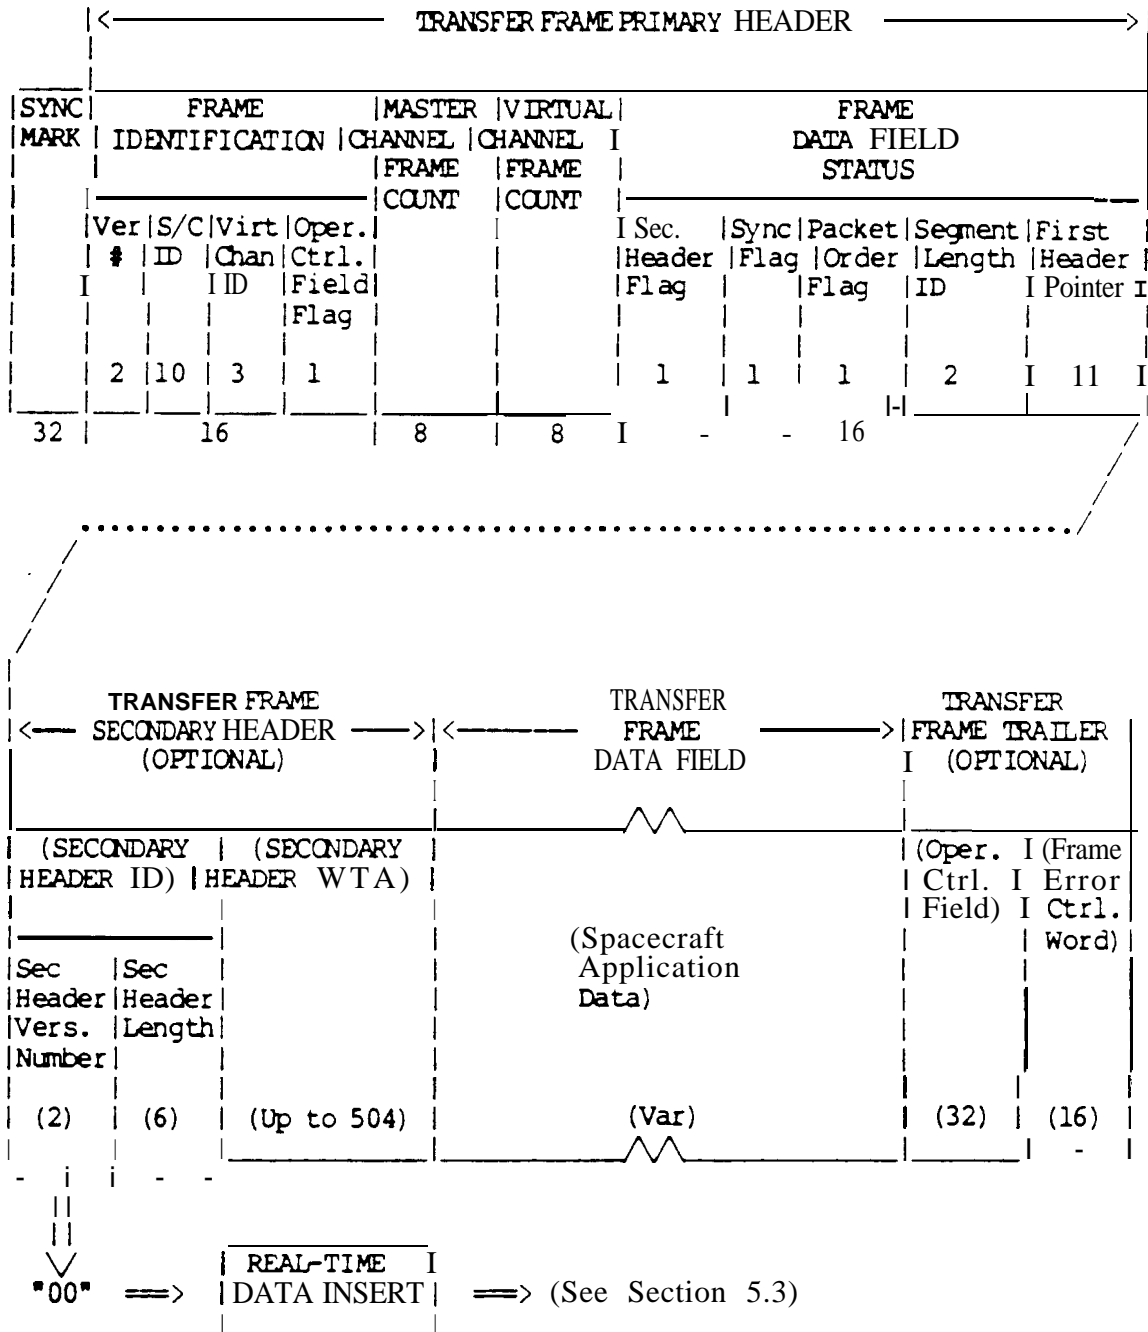 TRANSFER FRAME PRIMARY HEADER
SYNC FRAME MASTER VIRTUAL FRAME
MARK IDENTIFICATION CHANNEL CHANNEL DATA FIELD
FRAME FRAME STATUS
COUNT COUNT
Ver S/C Virt Oper. Sec. Sync Packet Segment First
# ID Chan Ctrl. Header Flag Order Length Header
ID Field Flag Flag ID Pointer
Flag
2 10 3 1 1 1 1 2 11
32 16 8 8 - - 16
TRANSFER FRAME TRANSFER TRANSFER
SECONDARY HEADER FRAME FRAME TRAILER
(OPTIONAL) DATA FIELD (OPTIONAL)
(SECONDARY (SECONDARY (Oper. (Frame
HEADER ID) HEADER WTA) Ctrl. Error
Field) Ctrl.
(Spacecraft Word)
Sec Sec Application
Header Header Data)
Vers. Length
Number
(2) (6) (Up to 504) (Var) (32) (16)
REAL-TIME
"00" ==> DATA INSERT ==> (See Section 5.3)